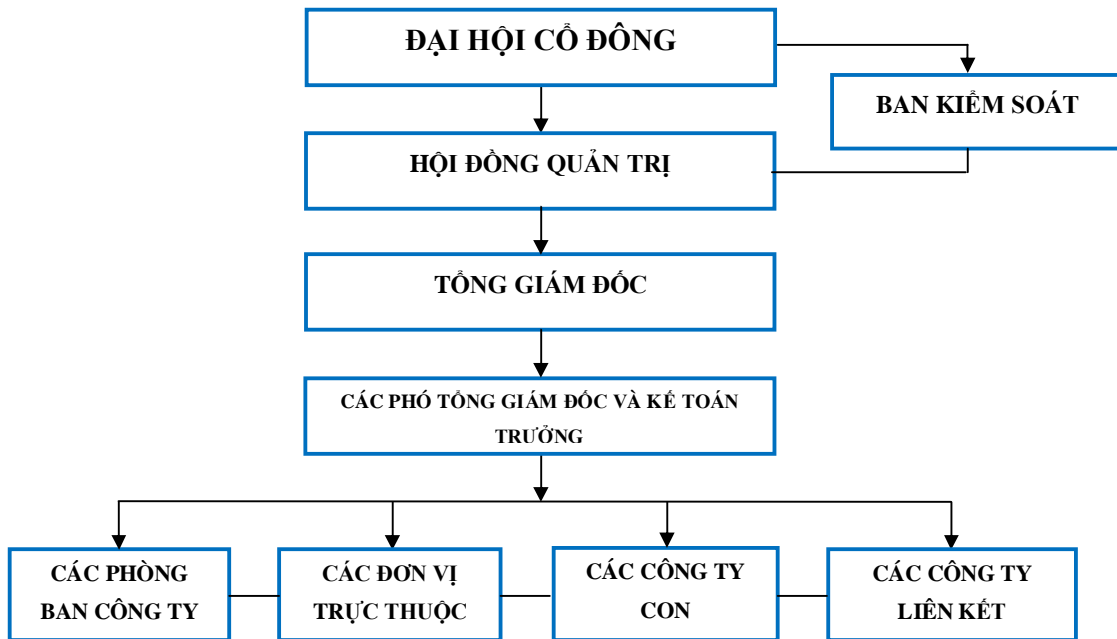 ĐẠI HỘI CỔ ĐÔNG
BAN KIỂM SOÁT
HỘI ĐỒNG QUẢN TRỊ
TỔNG GIÁM ĐỐC
CÁC PHÓ TỔNG GIÁM ĐỐC VÀ KẾ TOÁN
TRƯỞNG
CÁC PHÒNG
BAN CÔNG TY
CÁC ĐƠN VỊ
TRỰC THUỘC
CÁC CÔNG TY
CON
CÁC CÔNG TY
LIÊN KẾT